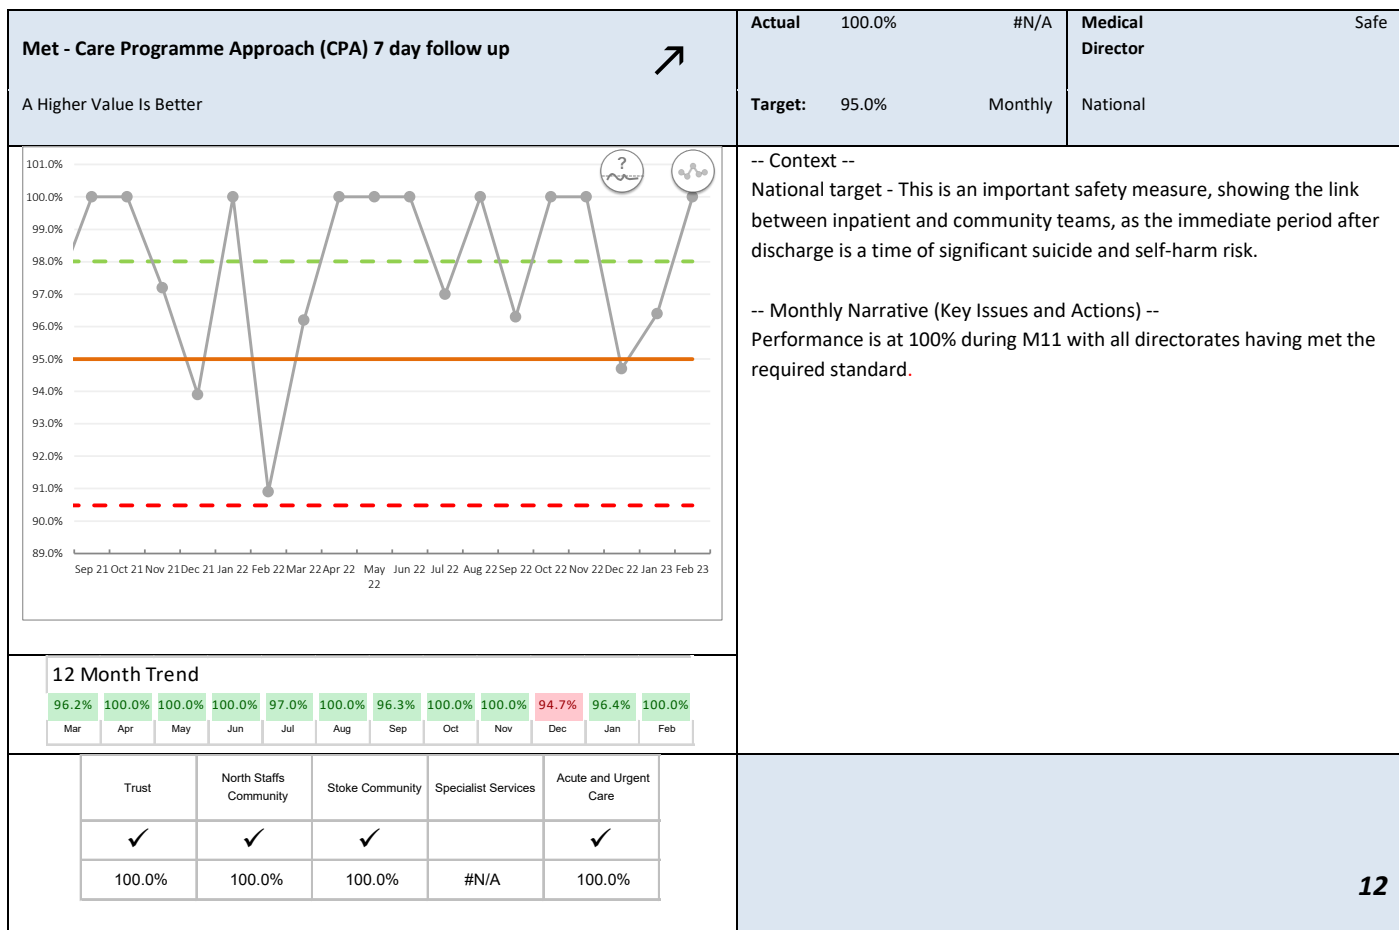 Met - Care Programme Approach (CPA) 7 day follow up
A Higher Value Is Better
Actual 100.0% #N/A
Target: 95.0% Monthly
Medical Safe
Director
National
?
101.0%
100.0%
99.0%
98.0%
97.0%
96.0%
95.0%
94.0%
93.0%
92.0%
91.0%
90.0%
89.0%
Sep 21 Oct 21 Nov 21 Dec 21 Jan 22 Feb 22 Mar 22 Apr 22 May 22 Jun 22 Jul 22 Aug 22 Sep 22 Oct 22 Nov 22 Dec 22 Jan 23 Feb 23
-- Context --
National target - This is an important safety measure, showing the link
between inpatient and community teams, as the immediate period after
discharge is a time of significant suicide and self-harm risk.
-- Monthly Narrative (Key Issues and Actions) --
Performance is at 100% during M11 with all directorates having met the
required standard.
12 Month Trend
96.2% 100.0% 100.0% 100.0% 97.0% 100.0% 96.3% 100.0% 100.0% 94.7% 96.4% 100.0%
Mar Apr May Jun Jul Aug Sep Oct Nov Dec Jan Feb
Trust North Staffs Community Stoke Community Specialist Services Acute and Urgent Care
✓ ✓ ✓ ✓
100.0% 100.0% 100.0% #N/A 100.0%
12